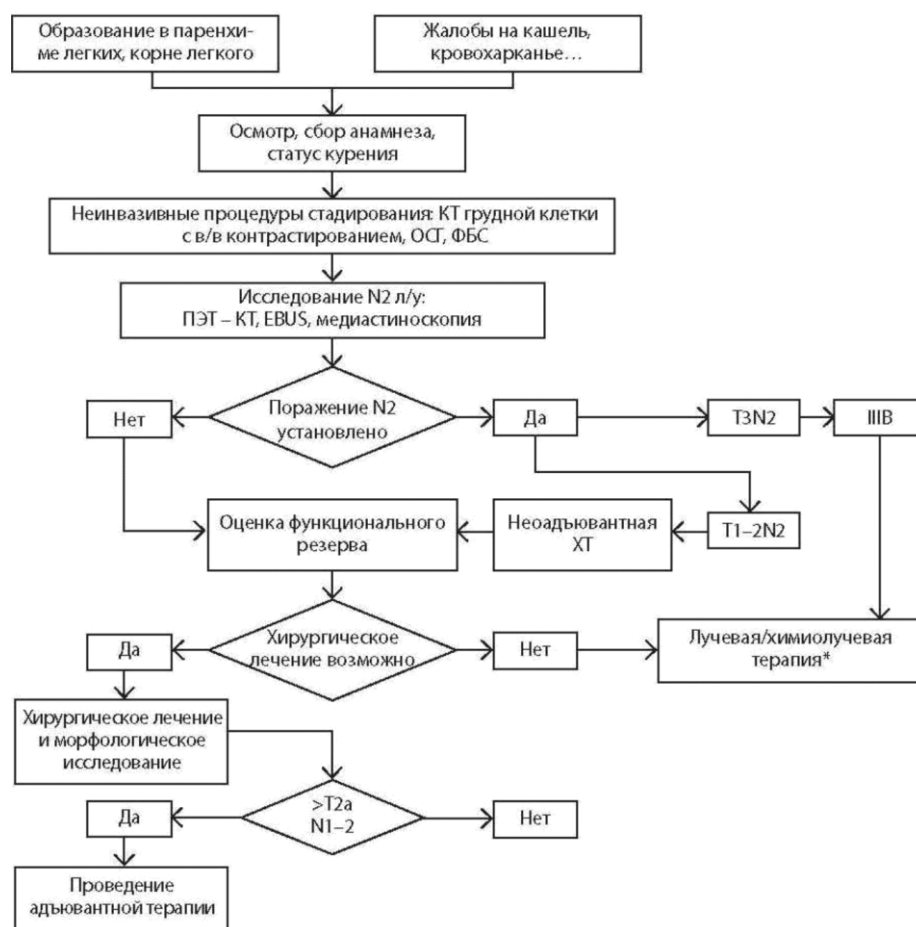 Образование в паренхи-
ме легких, корне легкого
Жалобы на кашель,
кровохарканье...
Осмотр, сбор анамнеза,
статус курения
Неинвазивные процедуры стадирования: КТ грудной клетки
с в/в контрастированием, ОСГ, ФБС
Исследование N2 л/у:
ПЭТ – КТ, EBUS, медиастиноскопия
Нет
Поражение N2
установлено
Да
T3N2
IIIB
Оценка функционального
резерва
Неоадъювантная
ХТ
T1–2N2
Да
Хирургическое
лечение возможно
Нет
Лучевая/химиолучевая
терапия*
Хирургическое лечение
и морфологическое
исследование
Да
>T2a
N1–2
Нет
Проведение
адъювантной терапии